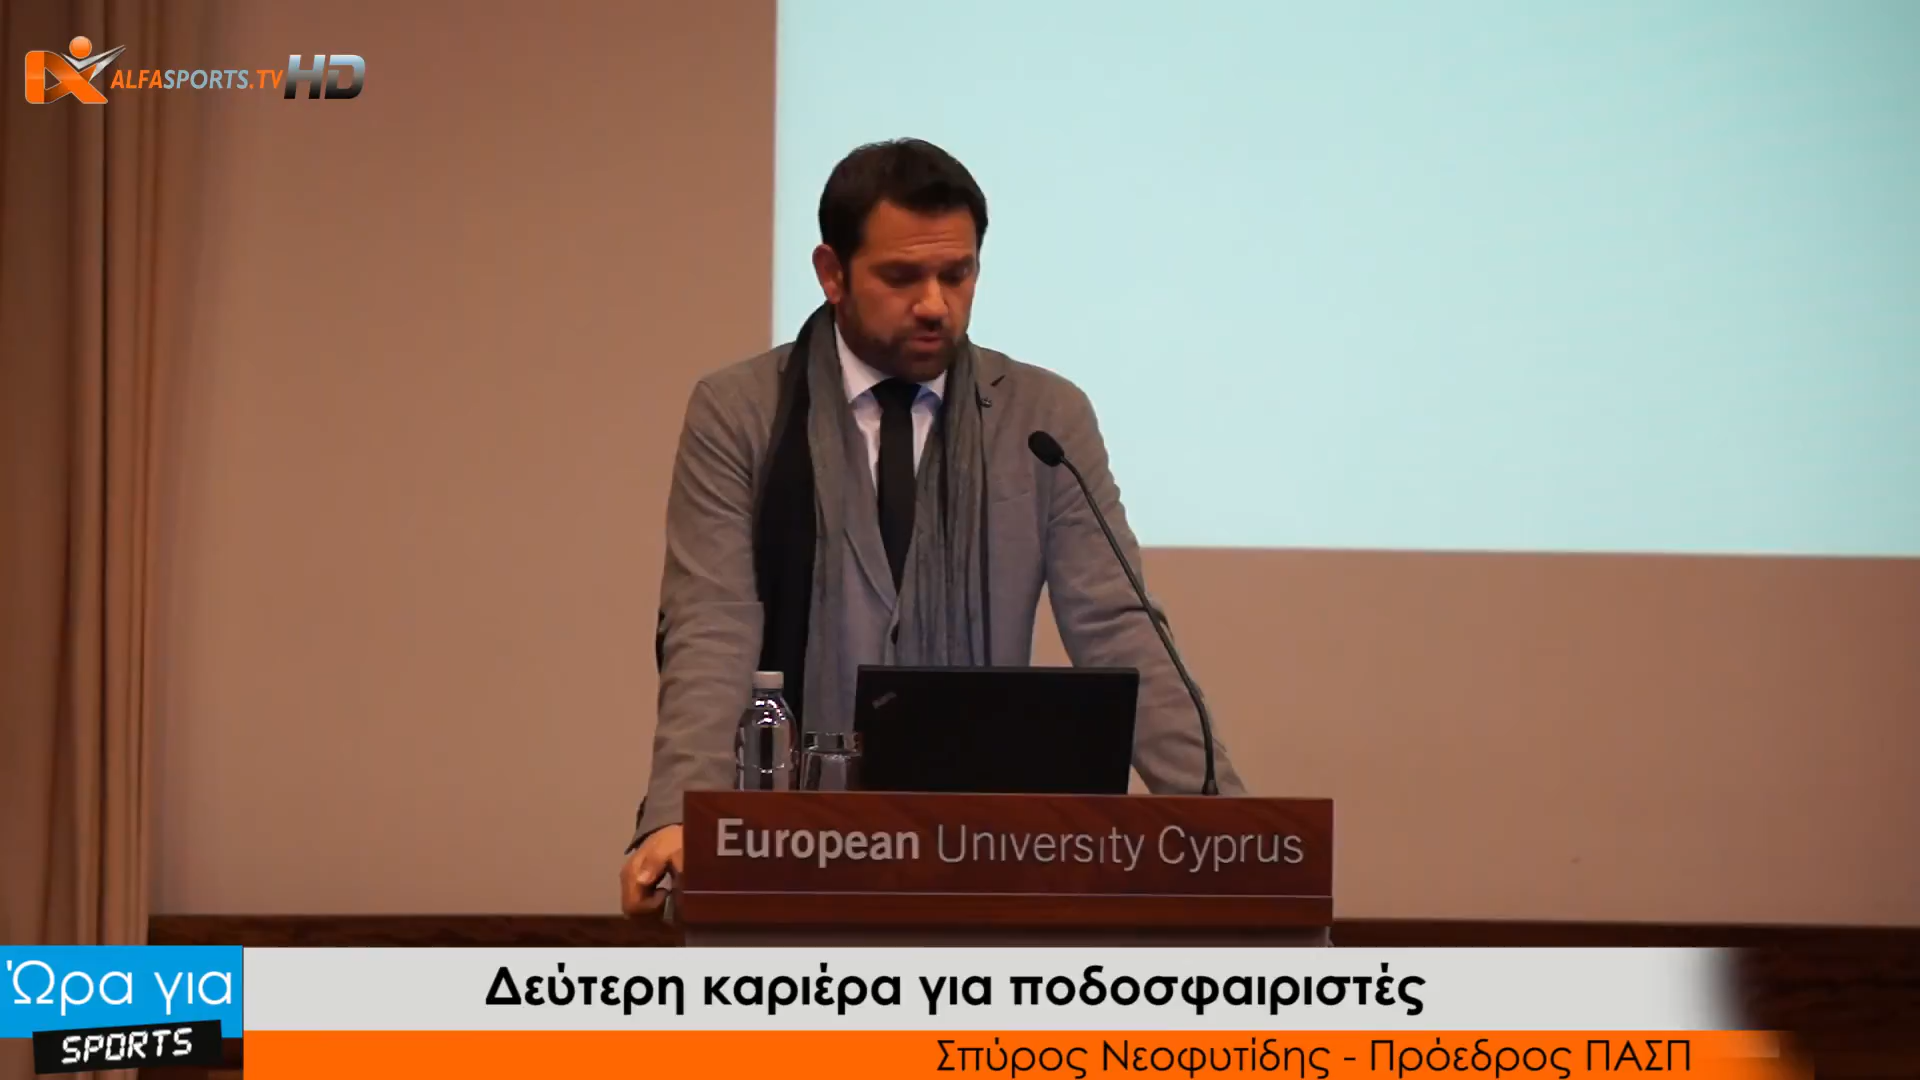 ALFASPORTS.TV HD
European University Cyprus
Ώρα για
SPORTS
Δεύτερη καριέρα για ποδοσφαιριστές
Σπύρος Νεοφυτίδης - Πρόεδρος ΠΑΣΠ